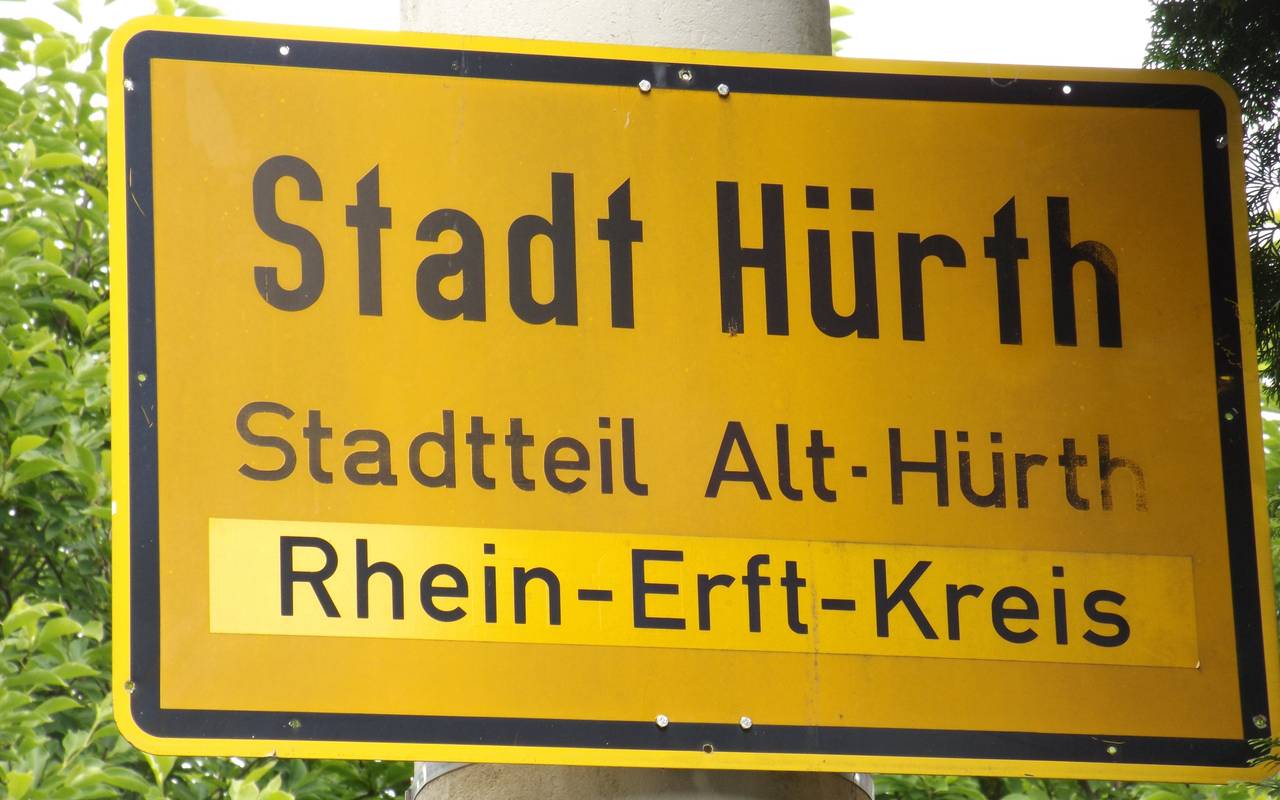 Stadt Hürth
Stadtteil Alt-Hürth
Rhein-Erft-Kreis